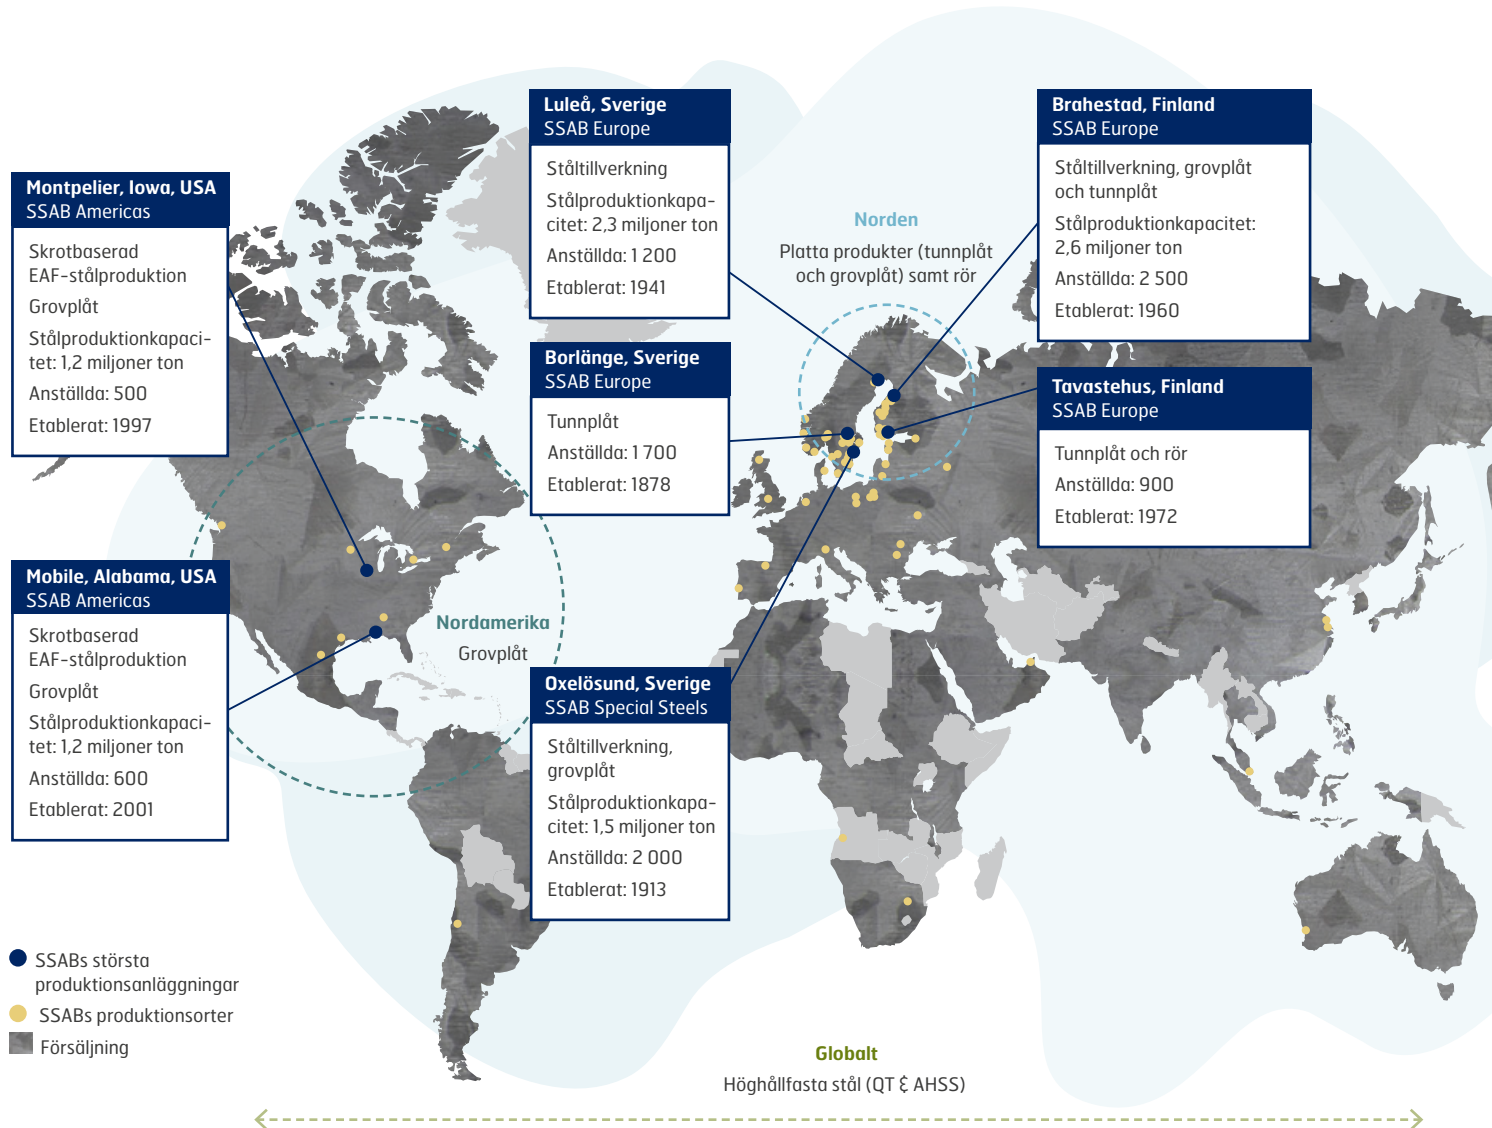 Montpelier, Iowa, USA
SSAB Americas
Skrotbaserad
EAF-stålproduktion
Grovplåt
Stålproduktionkapaci-
tet: 1,2 miljoner ton
Anställda: 500
Etablerat: 1997
Mobile, Alabama, USA
SSAB Americas
Skrotbaserad
EAF-stålproduktion
Grovplåt
Stålproduktionkapaci-
tet: 1,2 miljoner ton
Anställda: 600
Etablerat: 2001
Luleå, Sverige
SSAB Europe
Ståltillverkning
Stålproduktionkapa-
citet: 2,3 miljoner ton
Anställda: 1 200
Etablerat: 1941
Borlänge, Sverige
SSAB Europe
Tunnplåt
Anställda: 1 700
Etablerat: 1878
Nordamerika
Grovplåt
Oxelösund, Sverige
SSAB Special Steels
Ståltillverkning,
grovplåt
Stålproduktionkapa-
citet: 1,5 miljoner ton
Anställda: 2 000
Etablerat: 1913
Norden
Platta produkter (tunnplåt
och grovplåt) samt rör
Brahestad, Finland
SSAB Europe
Ståltillverkning, grovplåt
och tunnplåt
Stålproduktionkapacitet:
2,6 miljoner ton
Anställda: 2 500
Etablerat: 1960
Tavastehus, Finland
SSAB Europe
Tunnplåt och rör
Anställda: 900
Etablerat: 1972
SSABs största
produktionsanläggningar
SSABs produktionsorter
Försäljning
Globalt
Höghållfasta stål (QT & AHSS)